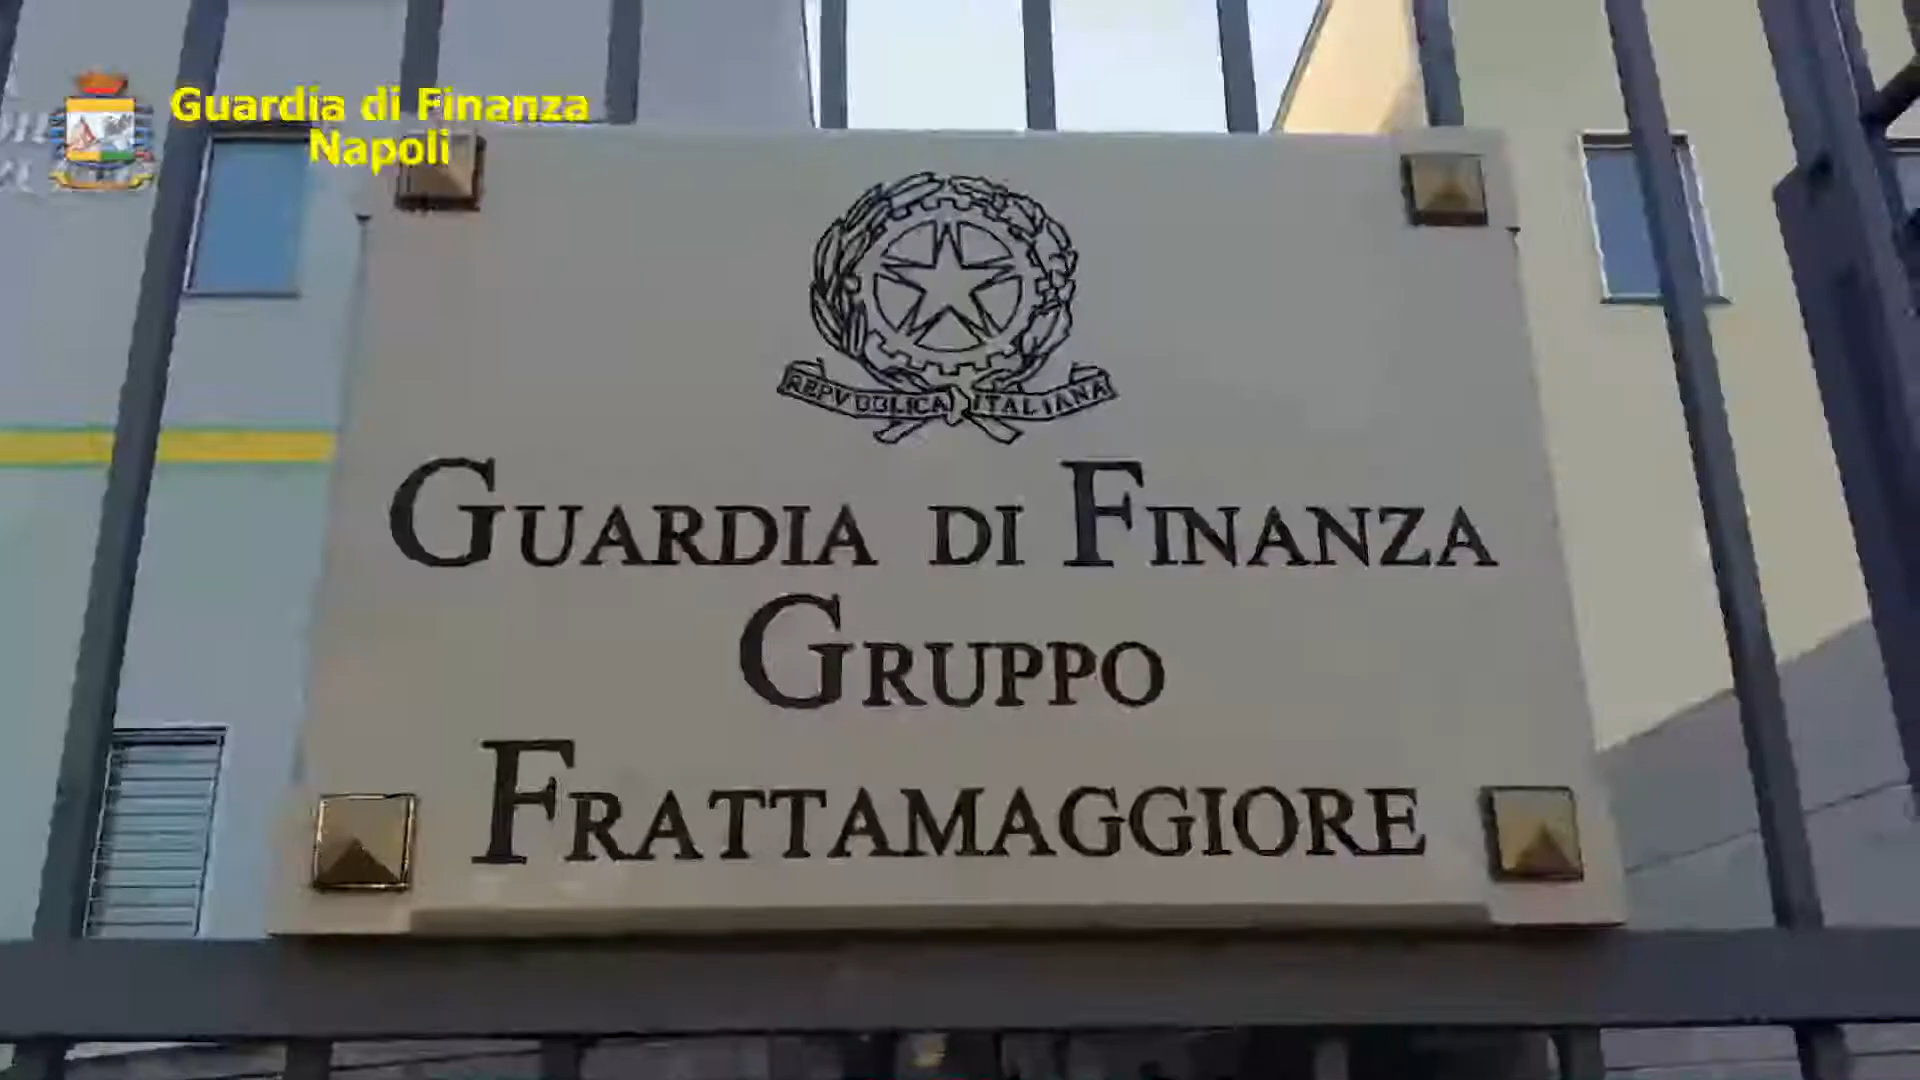 Guardia di Finanza
Napoli
REPVBBLICA ITALIANA
GUARDIA DI FINANZA
GRUPPO
FRATTAMAGGIORE